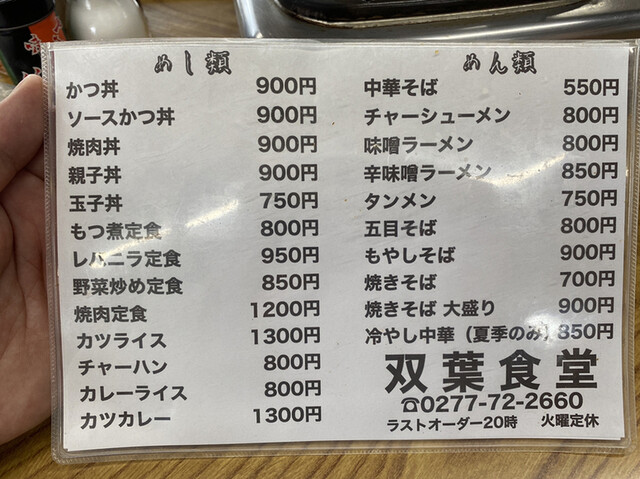 めし類
かつ丼 900円
ソースかつ丼 900円
焼肉丼 900円
親子丼 900円
玉子丼 750円
もつ煮定食 800円
レバニラ定食 950円
野菜炒め定食 850円
焼肉定食 1200円
カツライス 1300円
チャーハン 800円
カレーライス 800円
カツカレー 1300円
めん類
中華そば 550円
チャーシューメン 800円
味噌ラーメン 800円
辛味噌ラーメン 850円
タンメン 750円
五目そば 800円
もやしそば 900円
焼きそば 700円
焼きそば 大盛り 900円
冷やし中華（夏季のみ）850円
双葉食堂
☎0277-72-2660
ラストオーダー20時 火曜定休